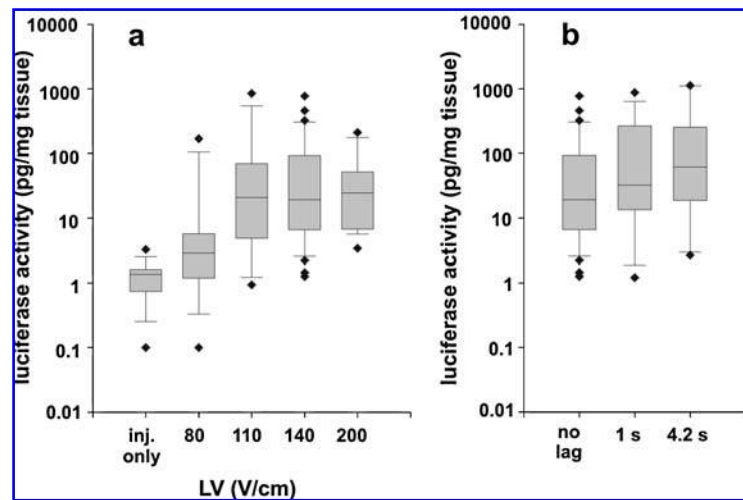 a
luciferase activity (pg/mg tissue)
10000
1000
100
10
1
0.1
0.01
inj. only
80
110
140
200
LV (V/cm)
b
luciferase activity (pg/mg tissue)
10000
1000
100
10
1
0.1
0.01
no lag
1 s
4.2 s